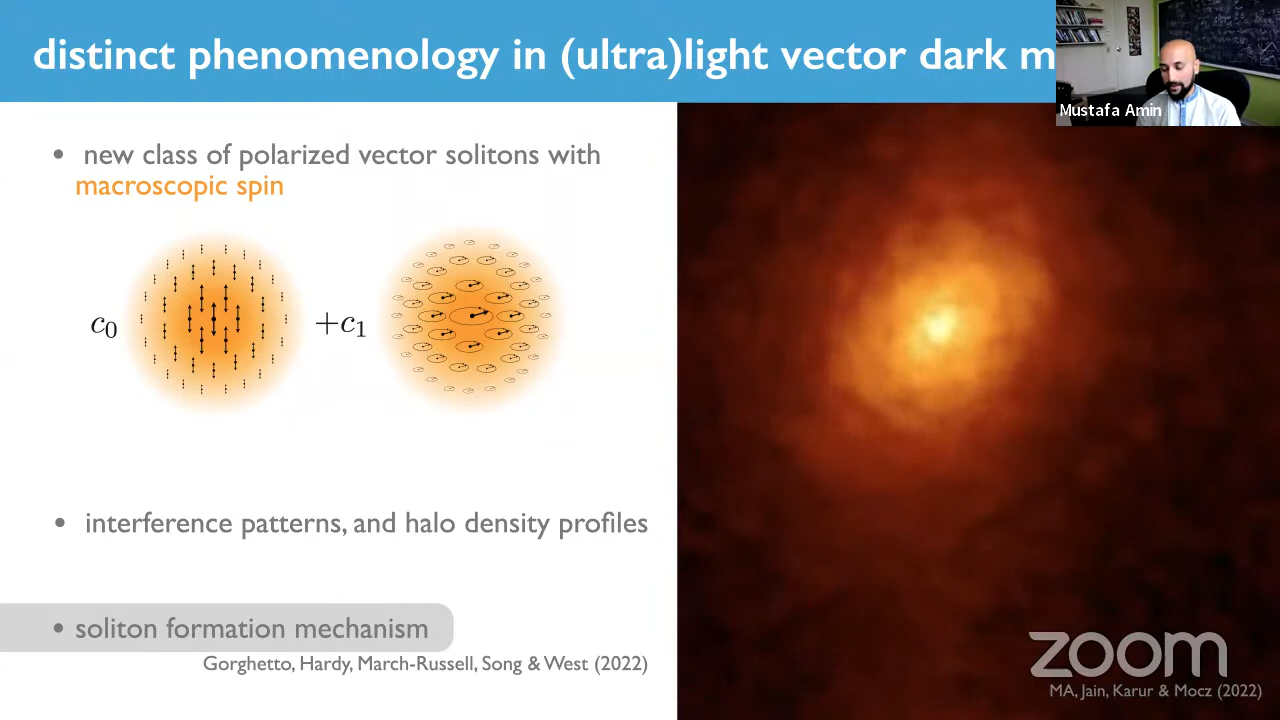 distinct phenomenology in (ultra)light vector dark m
Mustafa Amin
• new class of polarized vector solitons with
macroscopic spin
c₀ +c₁
• interference patterns, and halo density profiles
• soliton formation mechanism
Gorghetto, Hardy, March-Russell, Song & West (2022)
zoom
MA, Jain, Karur & Mocz (2022)